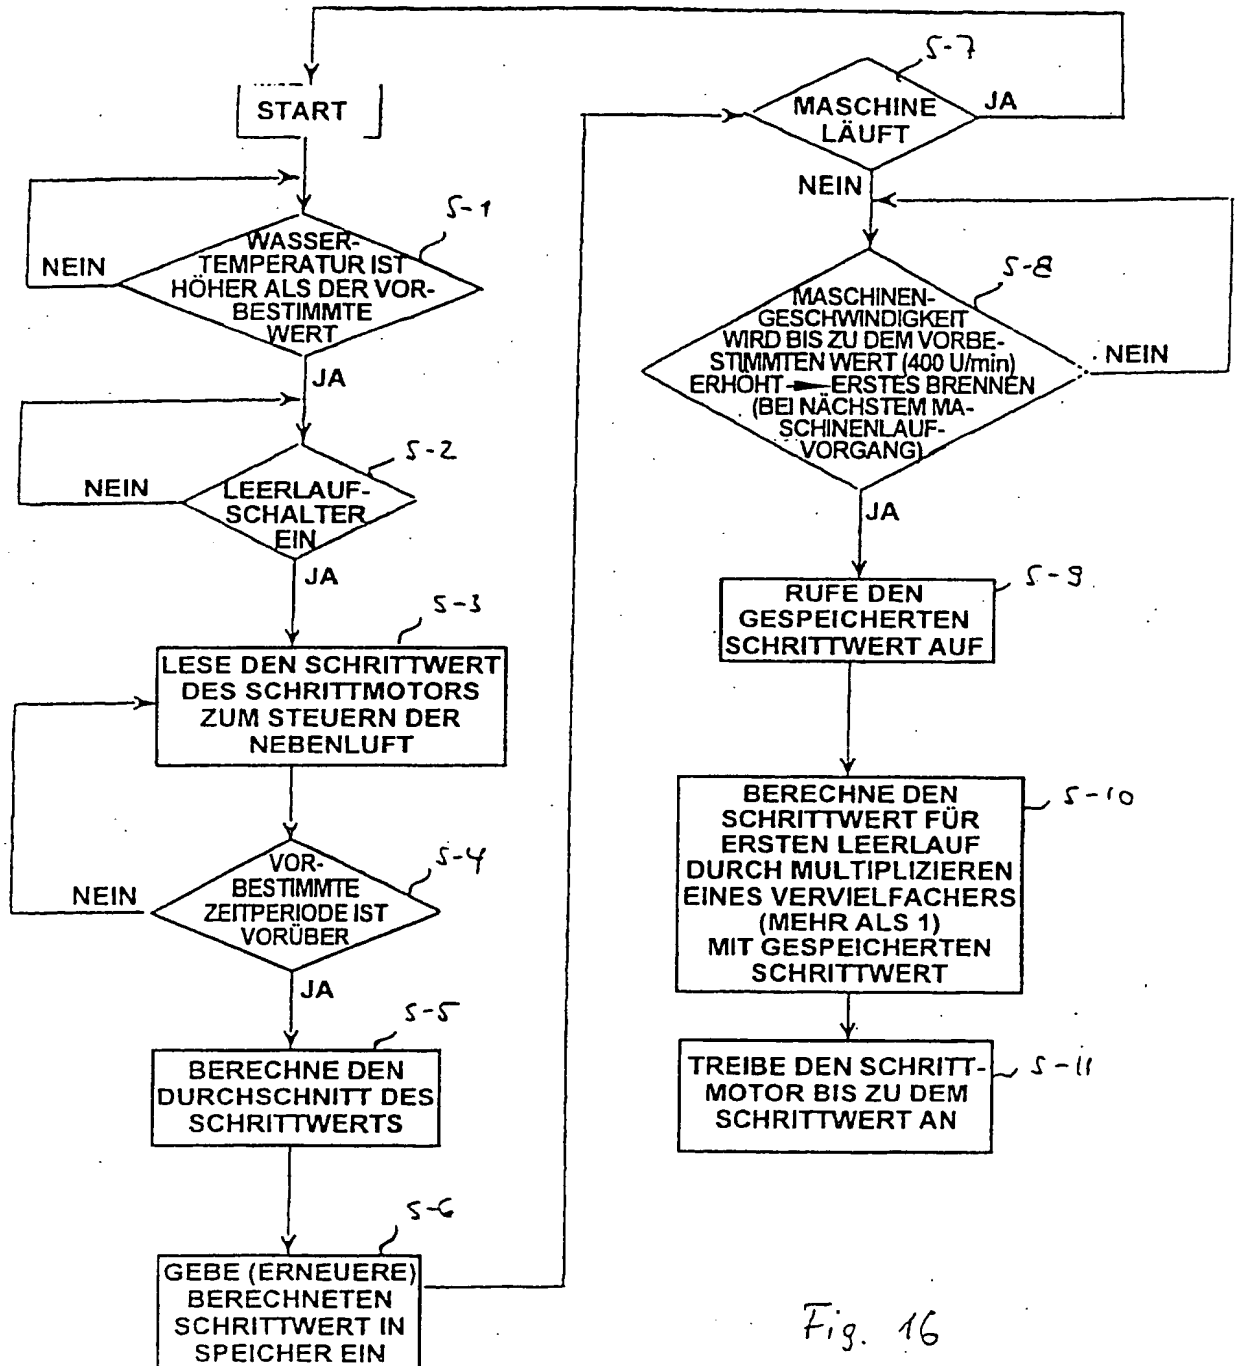 START
S-1
WASSER-
TEMPERATUR IST
HÖHER ALS DER VOR-
BESTIMMTE
WERT
NEIN
JA
S-2
LEERLAUF-
SCHALTER
EIN
NEIN
JA
S-3
LESE DEN SCHRITTWERT
DES SCHRITTMOTORS
ZUM STEUERN DER
NEBENLUFT
S-4
VOR-
BESTIMMTE
ZEITPERIODE IST
VORÜBER
NEIN
JA
S-5
BERECHNE DEN
DURCHSCHNITT DES
SCHRITTWERTS
S-6
GEBE (ERNEUERE)
BERECHNETEN
SCHRITTWERT IN
SPEICHER EIN
S-7
MASCHINE
LÄUFT
JA
NEIN
S-8
MASCHINEN-
GESCHWINDIGKEIT
WIRD BIS ZU DEM VORBE-
STIMMTEN WERT (400 U/min)
ERHÖHT → ERSTES BRENNEN
(BEI NÄCHSTEM MA-
SCHINENLAUF-
VORGANG)
NEIN
JA
S-9
RUFE DEN
GESPEICHERTEN
SCHRITTWERT AUF
S-10
BERECHNE DEN
SCHRITTWERT FÜR
ERSTEN LEERLAUF
DURCH MULTIPLIZIEREN
EINES VERVIELFACHERS
(MEHR ALS 1)
MIT GESPEICHERTEN
SCHRITTWERT
S-11
TREIBE DEN SCHRITT-
MOTOR BIS ZU DEM
SCHRITTWERT AN
Fig. 16